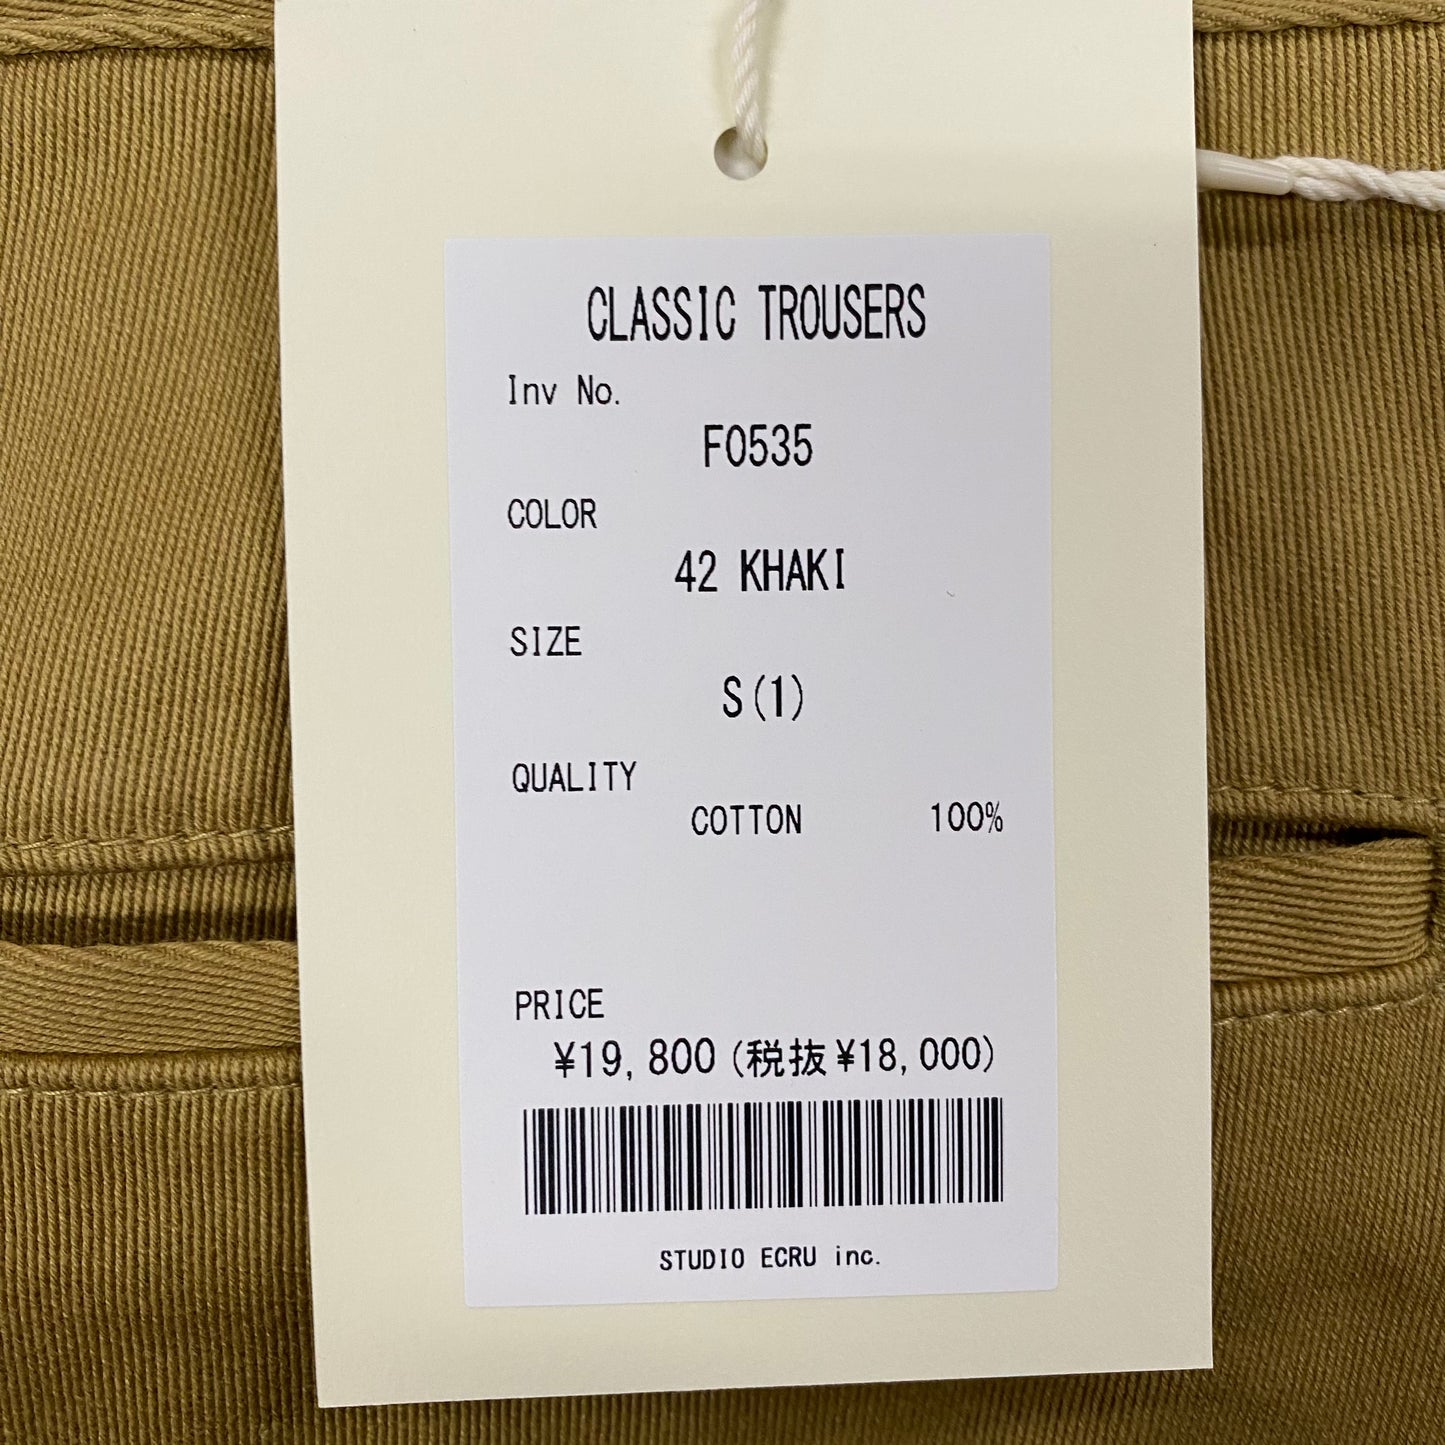 CLASSIC TROUSERS
Inv No.
F0535
COLOR
42 KHAKI
SIZE
S(1)
QUALITY
COTTON 100%
PRICE
¥19,800(税抜¥18,000)
STUDIO ECRU inc.